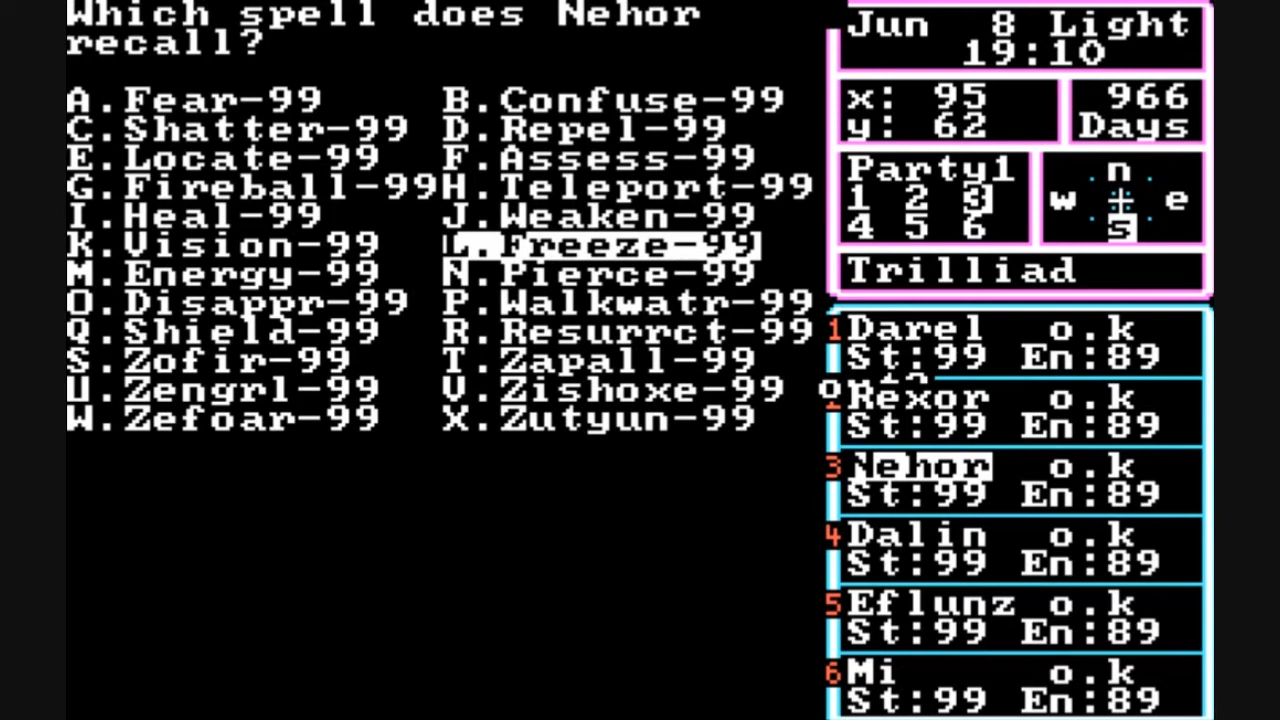 Which spell does Nehor
recall?
A.Fear-99 B.Confuse-99
C.Shatter-99 D.Repel-99
E.Locate-99 F.Assess-99
G.Fireball-99H.Teleport-99
I.Heal-99 J.Weaken-99
K.Vision-99 L.Freeze-99
M.Energy-99 N.Pierce-99
O.Disappr-99 P.Walkwatr-99
Q.Shield-99 R.Resurrct-99
S.Zofir-99 T.Zapall-99
U.Zengrl-99 V.Zishoxe-99
W.Zefoar-99 X.Zutyun-99
Jun 8 Light
19:10
x: 95
y: 62
966
Days
Party1
1 2 3
4 5 6
n
w e
s
Trilliad
1 Darel o.k
St:99 En:89
2 Rexor o.k
St:99 En:89
3 Nehor o.k
St:99 En:89
4 Dalin o.k
St:99 En:89
5 Eflunz o.k
St:99 En:89
6 Mi o.k
St:99 En:89